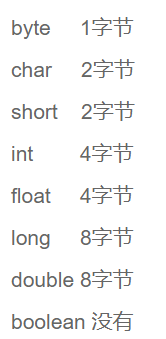 byte 1字节
char 2字节
short 2字节
int 4字节
float 4字节
long 8字节
double 8字节
boolean 没有